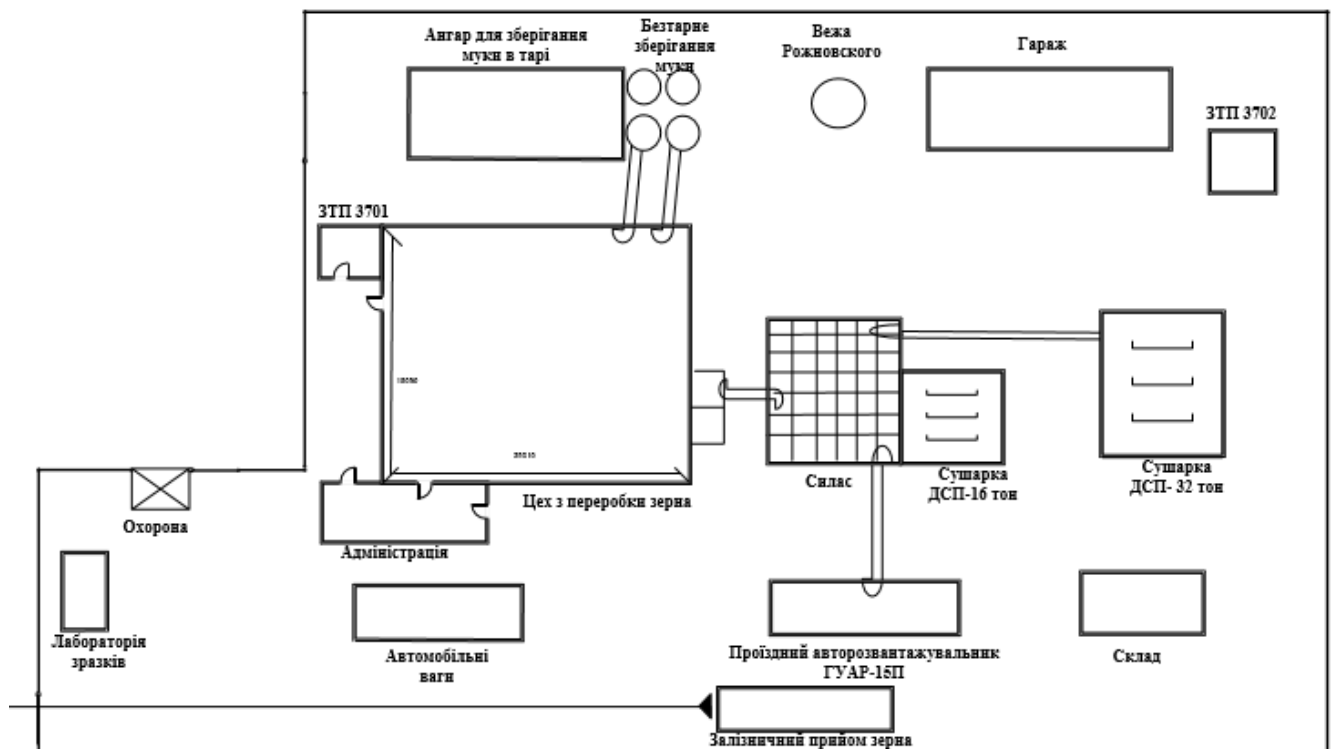 Ангар для зберігання
муки в тарі
Безтарне
зберігання
муки
Вежа
Рожновского
Гараж
ЗТП 3702
ЗТП 3701
Цех з переробки зерна
Силас
Сушарка
ДСП-16 тон
Сушарка
ДСП- 32 тон
Охорона
Адміністрація
Лабораторія
зразків
Автомобільні
ваги
Проїздний авторозвантажувальник
ГУАР-15П
Склад
Залізничний прийом зерна